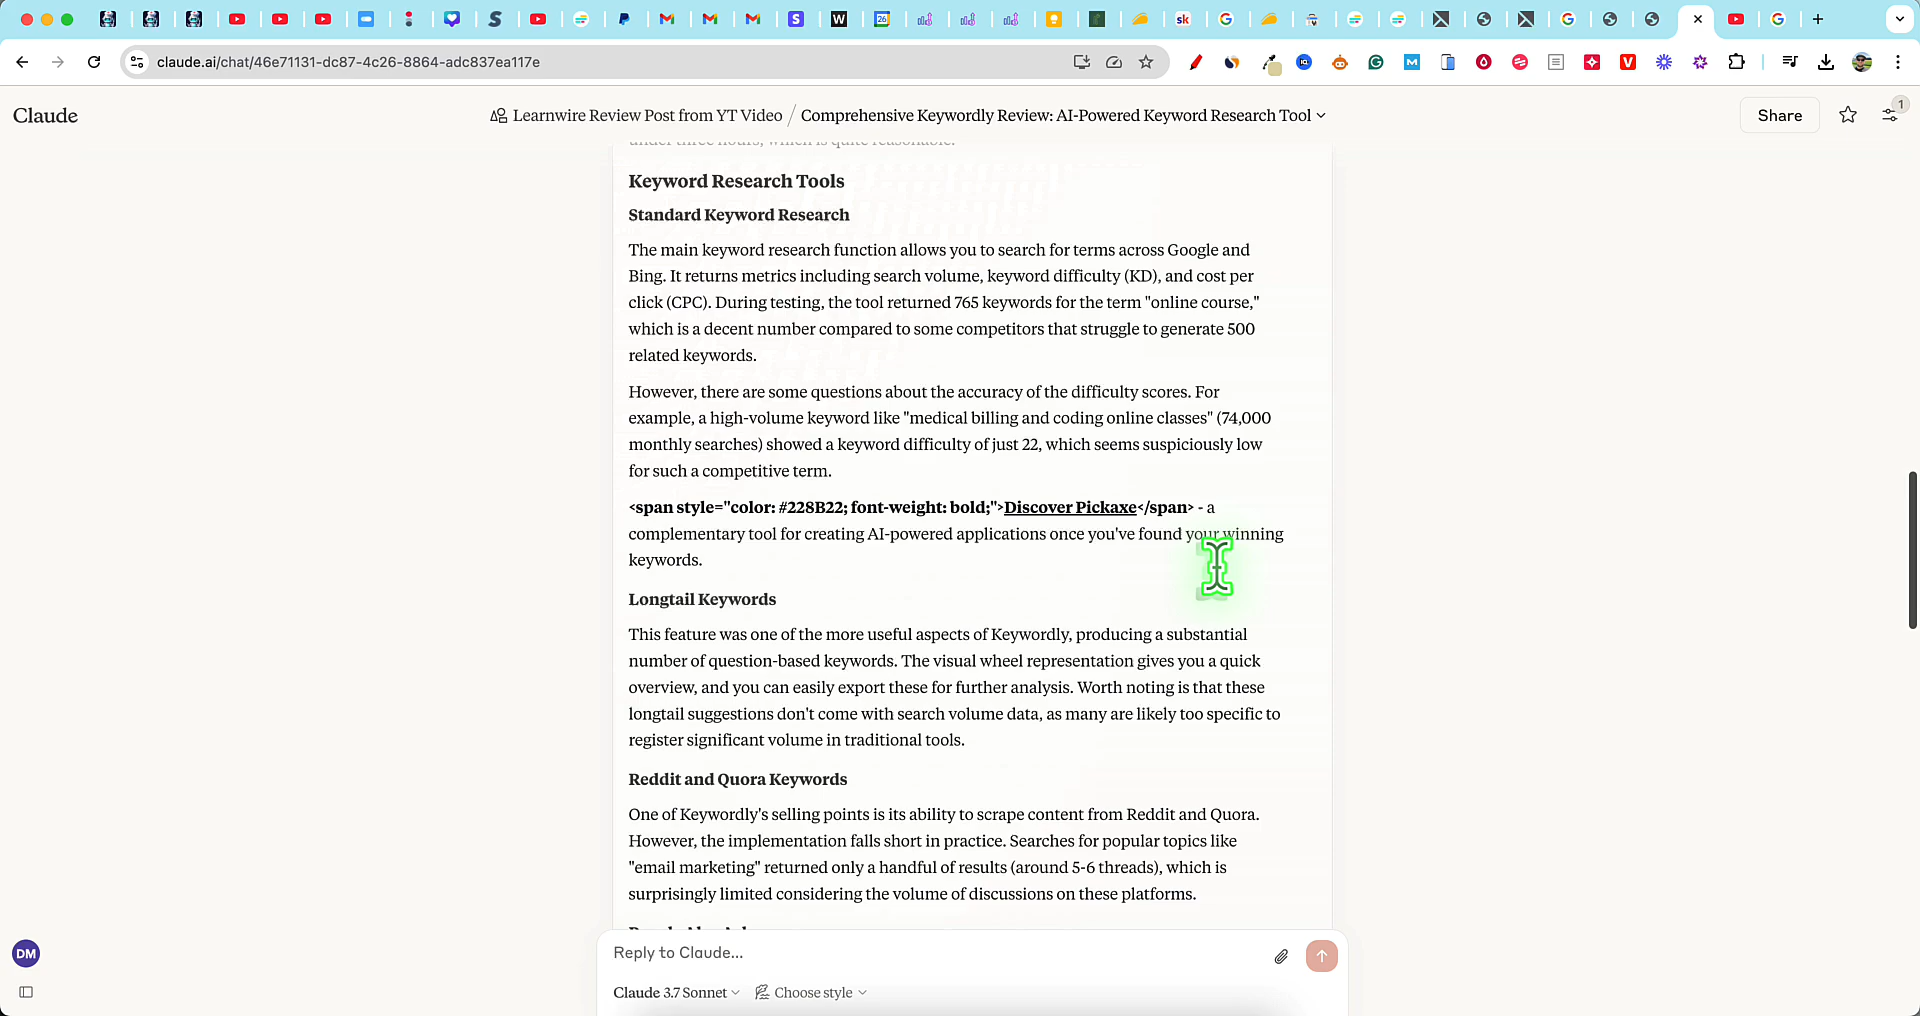 claude.ai/chat/46e71131-dc87-4c26-8864-adc837ea117e
Claude
Learnwire Review Post from YT Video / Comprehensive Keywordly Review: AI-Powered Keyword Research Tool
Share
1
under three hours, which is quite reasonable.
Keyword Research Tools
Standard Keyword Research
The main keyword research function allows you to search for terms across Google and
Bing. It returns metrics including search volume, keyword difficulty (KD), and cost per
click (CPC). During testing, the tool returned 765 keywords for the term "online course,"
which is a decent number compared to some competitors that struggle to generate 500
related keywords.
However, there are some questions about the accuracy of the difficulty scores. For
example, a high-volume keyword like "medical billing and coding online classes" (74,000
monthly searches) showed a keyword difficulty of just 22, which seems suspiciously low
for such a competitive term.
<span style="color: #228B22; font-weight: bold;">Discover Pickaxe</span> - a
complementary tool for creating AI-powered applications once you've found your winning
keywords.
Longtail Keywords
This feature was one of the more useful aspects of Keywordly, producing a substantial
number of question-based keywords. The visual wheel representation gives you a quick
overview, and you can easily export these for further analysis. Worth noting is that these
longtail suggestions don't come with search volume data, as many are likely too specific to
register significant volume in traditional tools.
Reddit and Quora Keywords
One of Keywordly's selling points is its ability to scrape content from Reddit and Quora.
However, the implementation falls short in practice. Searches for popular topics like
"email marketing" returned only a handful of results (around 5-6 threads), which is
surprisingly limited considering the volume of discussions on these platforms.
DM
Reply to Claude...
Claude 3.7 Sonnet
Choose style